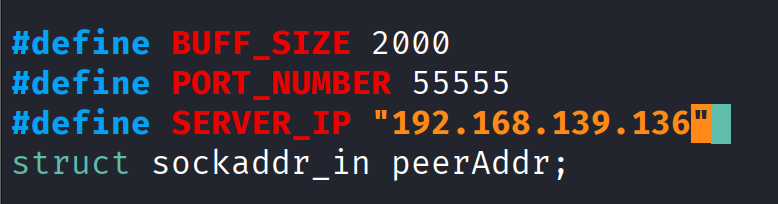 #define BUFF_SIZE 2000
#define PORT_NUMBER 55555
#define SERVER_IP "192.168.139.136"
struct sockaddr_in peerAddr;